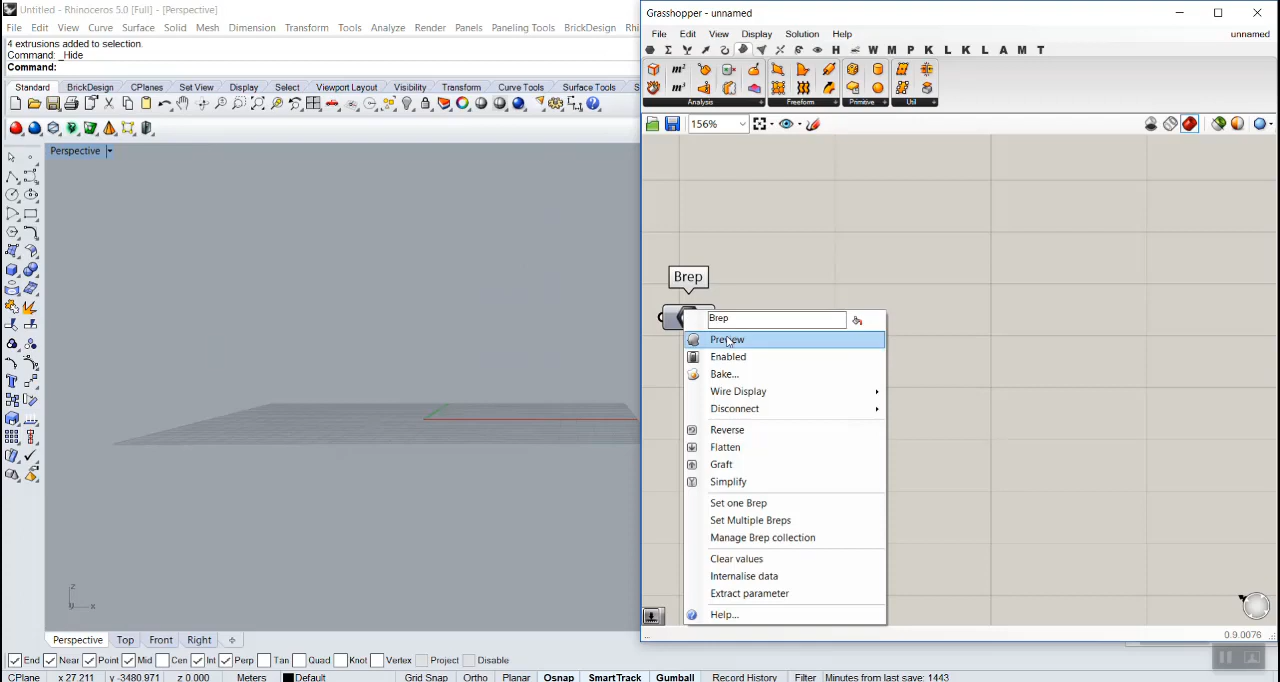 Untitled - Rhinoceros 5.0 [Full] - [Perspective]
File Edit View Curve Surface Solid Mesh Dimension Transform Tools Analyze Render Panels Paneling Tools BrickDesign
4 extrusions added to selection.
Command: _Hide
Command:
Standard BrickDesign CPlanes Set View Display Select Viewport Layout Visibility Transform Curve Tools Surface Tools
Perspective
z
y x
Perspective Top Front Right
End Near Point Mid Cen Int Perp Tan Quad Knot Vertex Project Disable
CPlane x 27.211 y -3480.971 z 0.000 Meters Default Grid Snap Ortho Planar Osnap SmartTrack Gumball Record History Filter Minutes from last save: 1443
Grasshopper - unnamed
File Edit View Display Solution Help unnamed
H W M P K L K L A M T
m²
m³
Analysis Freeform Primitive Util
156%
Brep
Brep
Preview
Enabled
Bake...
Wire Display
Disconnect
Reverse
Flatten
Graft
Simplify
Set one Brep
Set Multiple Breps
Manage Brep collection
Clear values
Internalise data
Extract parameter
Help...
...
0.9.0076